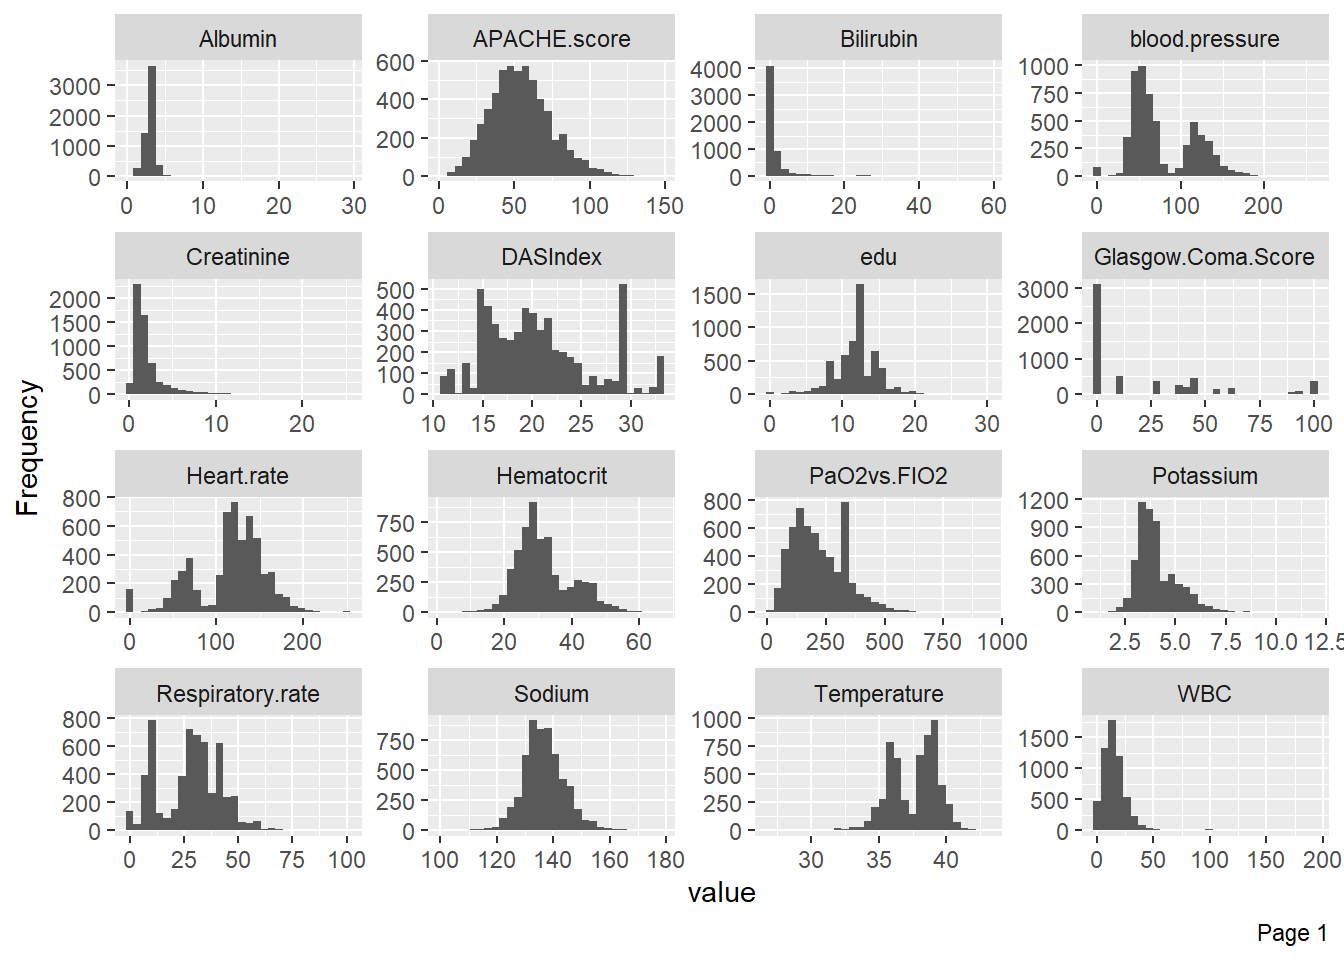 Albumin APACHE.score Bilirubin blood.pressure
3000 2000 1000 0
600 400 200 0
4000 3000 2000 1000 0
1000 750 500 250 0
0 10 20 30 0 50 100 150 0 20 40 60 0 100 200
Creatinine DASIndex edu Glasgow.Coma.Score
2000 1500 1000 500 0
500 400 300 200 100 0
1500 1000 500 0
3000 2000 1000 0
0 10 20 10 15 20 25 30 0 10 20 30 0 25 50 75 100
Frequency
Heart.rate Hematocrit PaO2vs.FIO2 Potassium
800 600 400 200 0
750 500 250 0
800 600 400 200 0
1200 900 600 300 0
0 100 200 0 20 40 60 0 250 500 750 1000 2.5 5.0 7.5 10.0 12.5
Respiratory.rate Sodium Temperature WBC
800 600 400 200 0
750 500 250 0
1000 750 500 250 0
1500 1000 500 0
0 25 50 75 100 100 120 140 160 180 30 35 40 0 50 100 150 200
value
Page 1